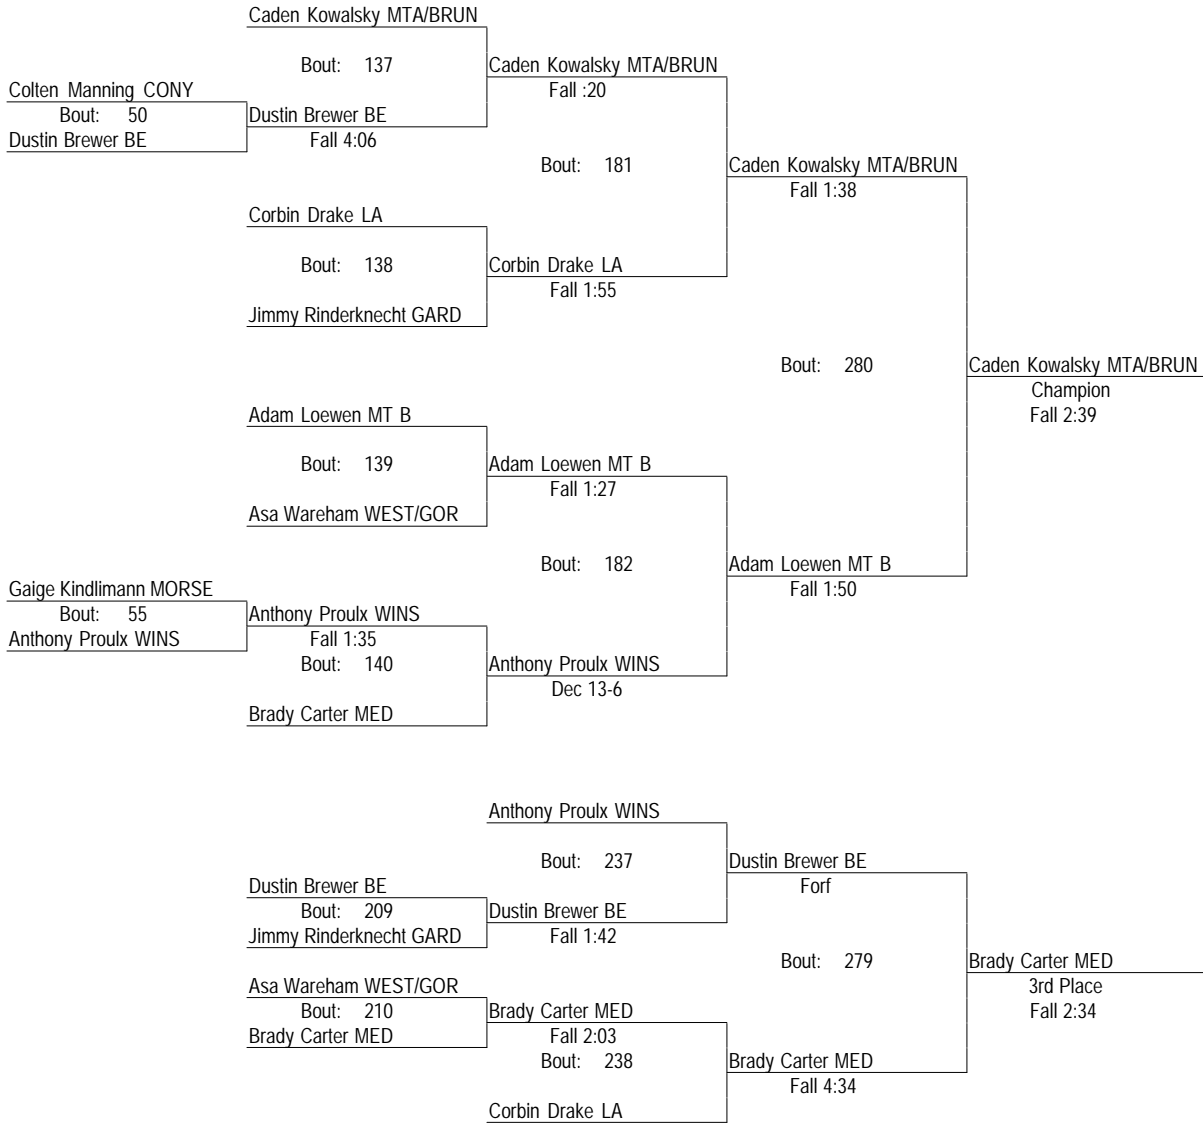 Caden Kowalsky MTA/BRUN
Bout: 137
Caden Kowalsky MTA/BRUN
Fall :20
Colten Manning CONY
Bout: 50
Dustin Brewer BE
Dustin Brewer BE
Fall 4:06
Bout: 181
Caden Kowalsky MTA/BRUN
Fall 1:38
Corbin Drake LA
Bout: 138
Corbin Drake LA
Fall 1:55
Jimmy Rinderknecht GARD
Bout: 280
Caden Kowalsky MTA/BRUN
Champion
Fall 2:39
Adam Loewen MT B
Bout: 139
Adam Loewen MT B
Fall 1:27
Asa Wareham WEST/GOR
Bout: 182
Adam Loewen MT B
Fall 1:50
Gaige Kindlimann MORSE
Bout: 55
Anthony Proulx WINS
Anthony Proulx WINS
Fall 1:35
Bout: 140
Anthony Proulx WINS
Dec 13-6
Brady Carter MED
Anthony Proulx WINS
Bout: 237
Dustin Brewer BE
Forf
Dustin Brewer BE
Bout: 209
Dustin Brewer BE
Fall 1:42
Jimmy Rinderknecht GARD
Bout: 279
Brady Carter MED
3rd Place
Fall 2:34
Asa Wareham WEST/GOR
Bout: 210
Brady Carter MED
Brady Carter MED
Fall 2:03
Bout: 238
Brady Carter MED
Fall 4:34
Corbin Drake LA